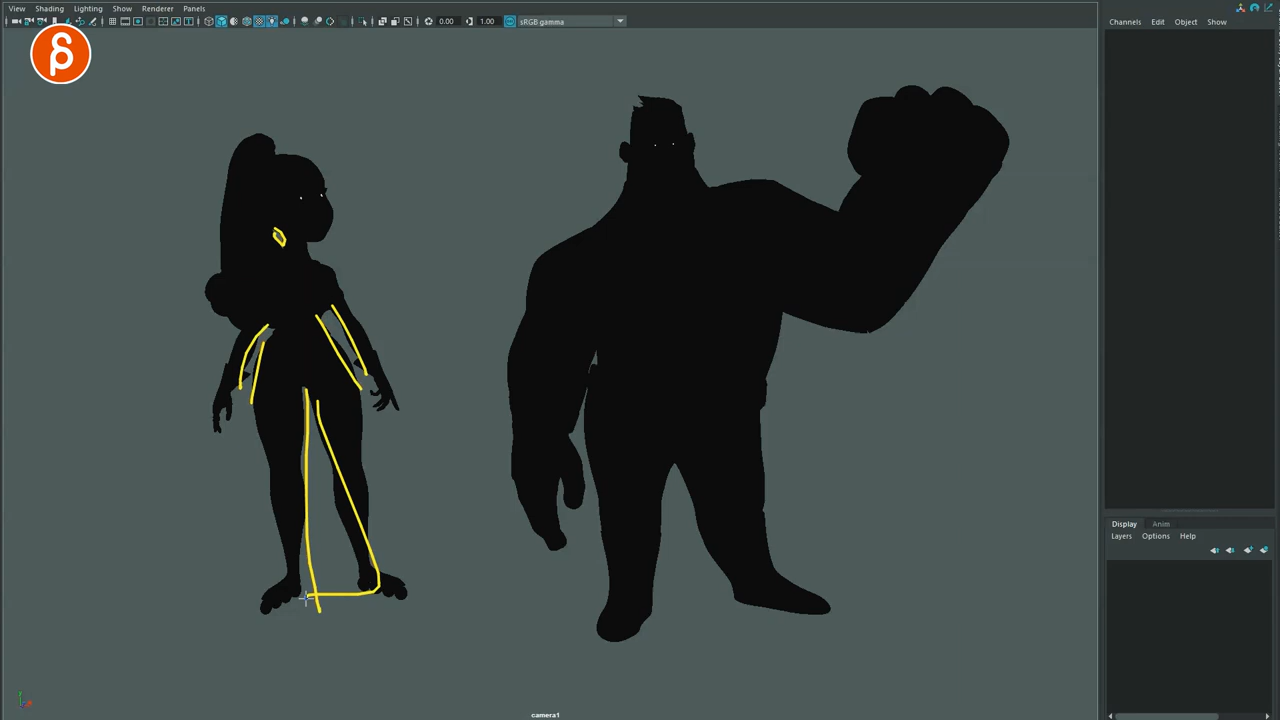 View Shading Lighting Show Renderer Panels
0.00 1.00 sRGB gamma
Channels Edit Object Show
Display Anim
Layers Options Help
camera1